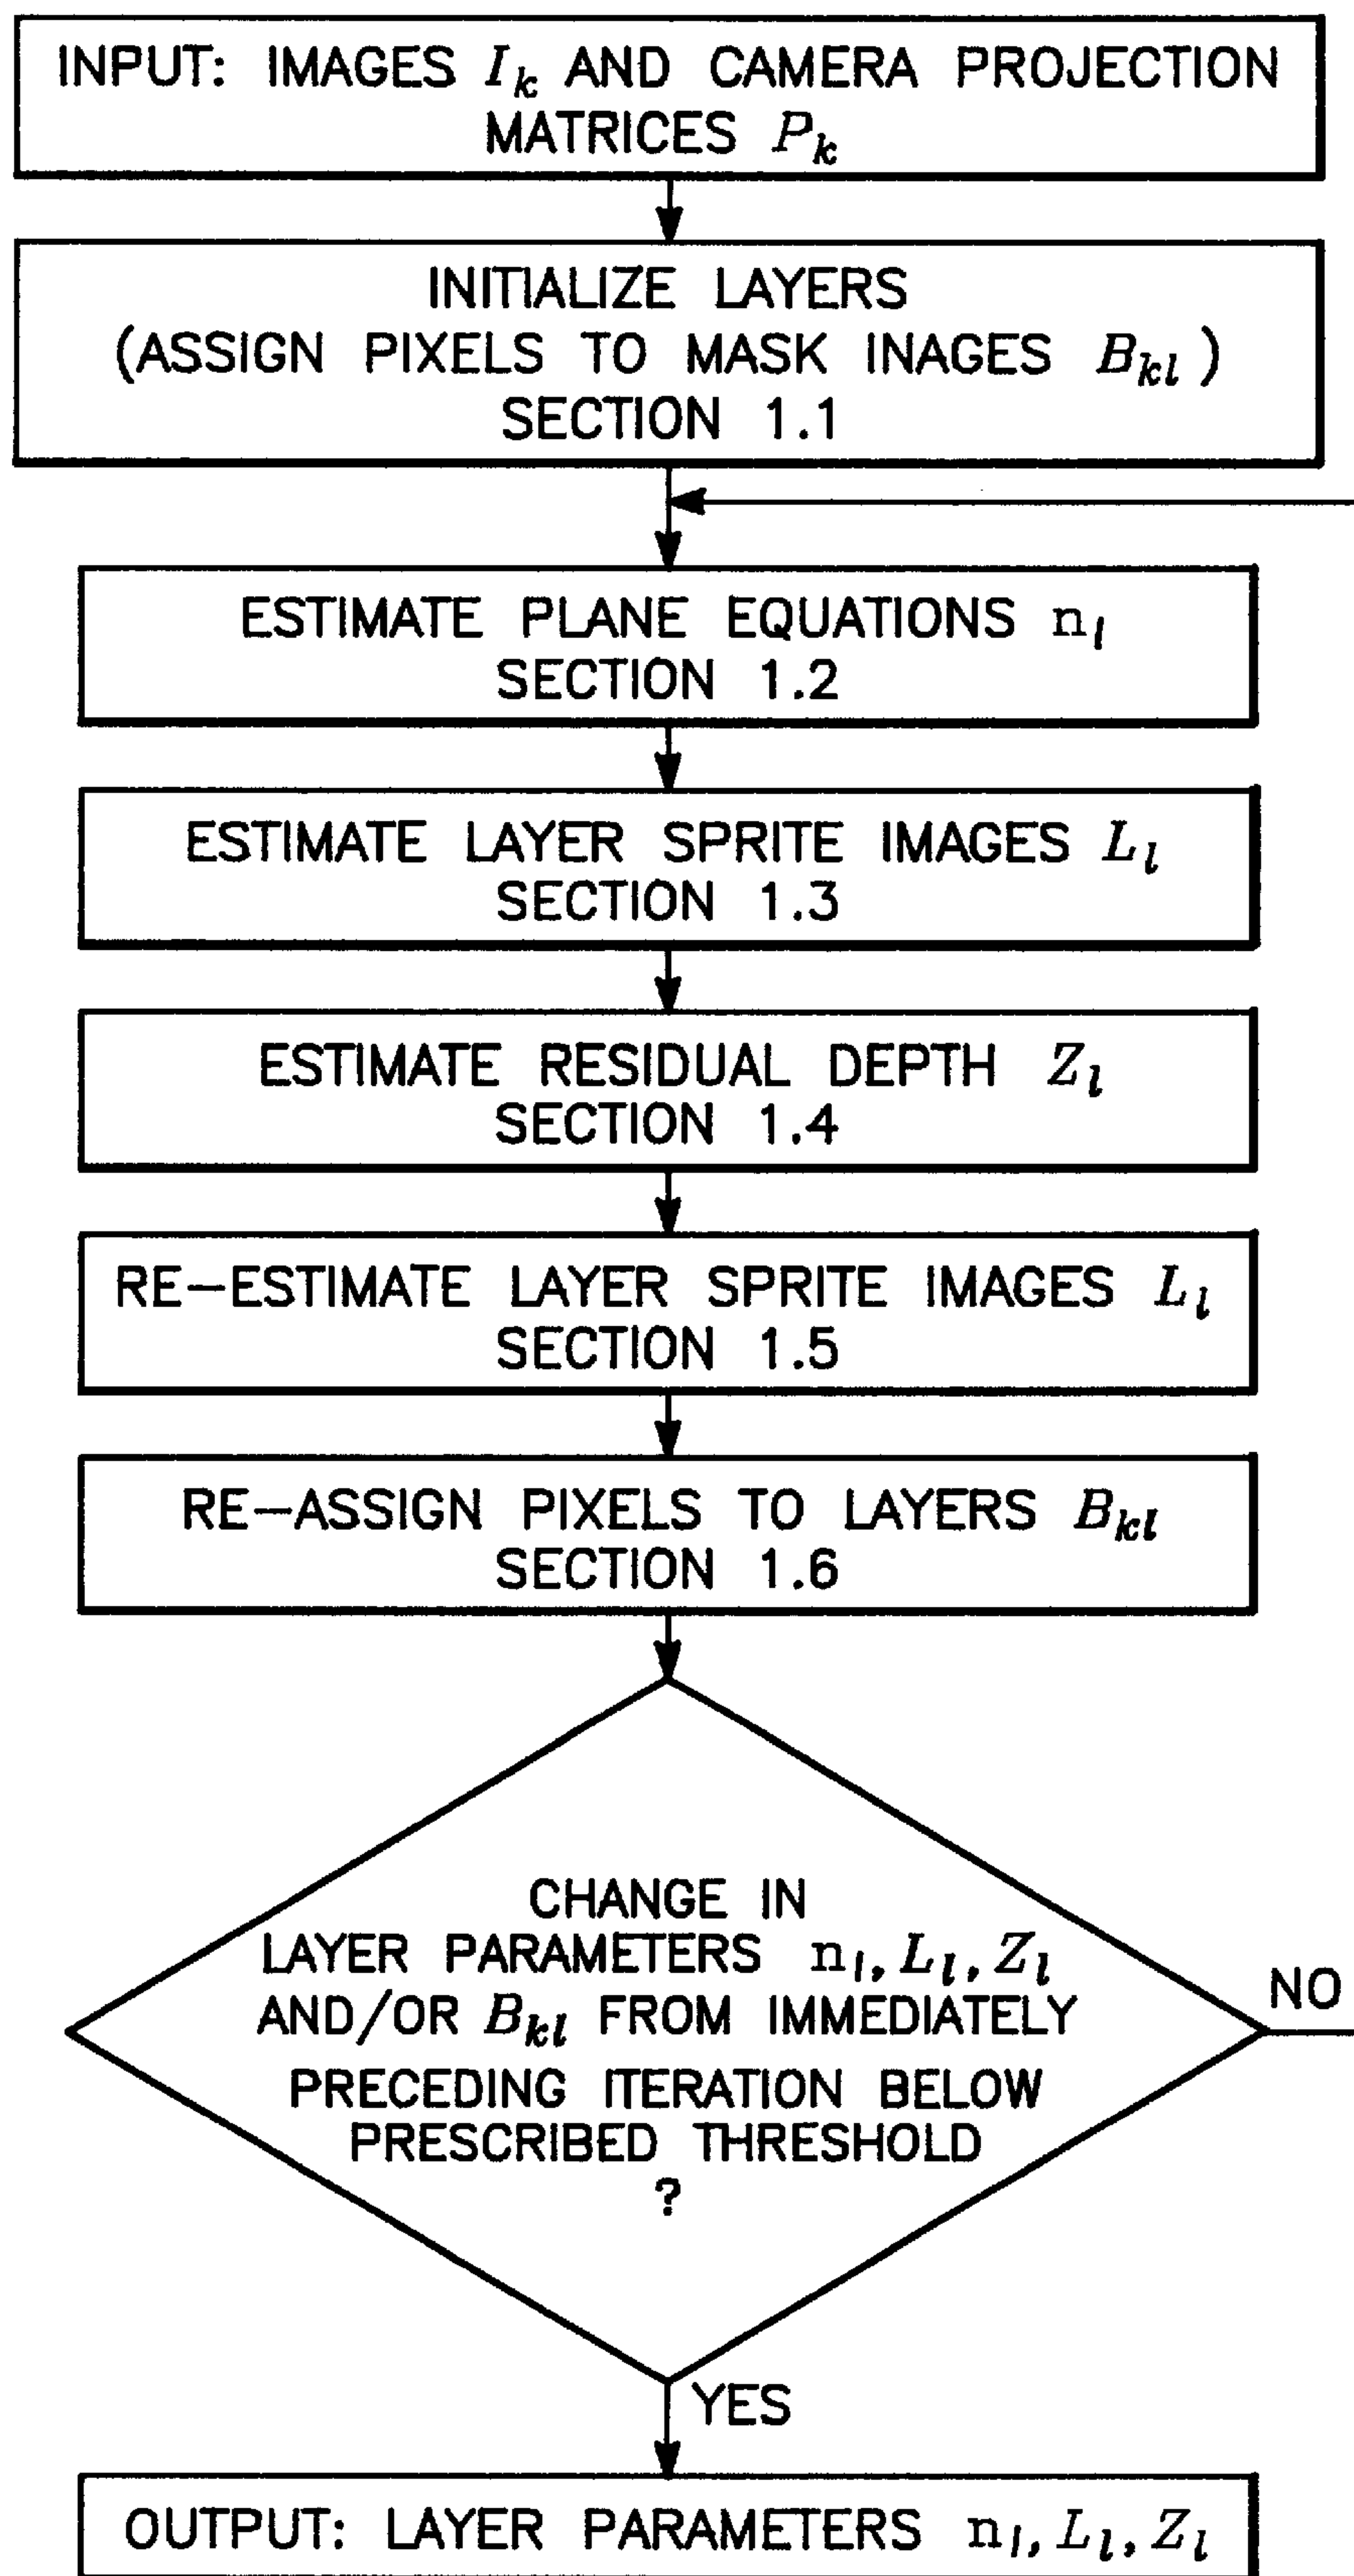 INPUT: IMAGES I_k AND CAMERA PROJECTION
MATRICES P_k
INITIALIZE LAYERS
(ASSIGN PIXELS TO MASK INAGES B_kl)
SECTION 1.1
ESTIMATE PLANE EQUATIONS n_l
SECTION 1.2
ESTIMATE LAYER SPRITE IMAGES L_l
SECTION 1.3
ESTIMATE RESIDUAL DEPTH Z_l
SECTION 1.4
RE-ESTIMATE LAYER SPRITE IMAGES L_l
SECTION 1.5
RE-ASSIGN PIXELS TO LAYERS B_kl
SECTION 1.6
CHANGE IN
LAYER PARAMETERS n_l, L_l, Z_l
AND/OR B_kl FROM IMMEDIATELY
PRECEDING ITERATION BELOW
PRESCRIBED THRESHOLD
?
NO
YES
OUTPUT: LAYER PARAMETERS n_l, L_l, Z_l